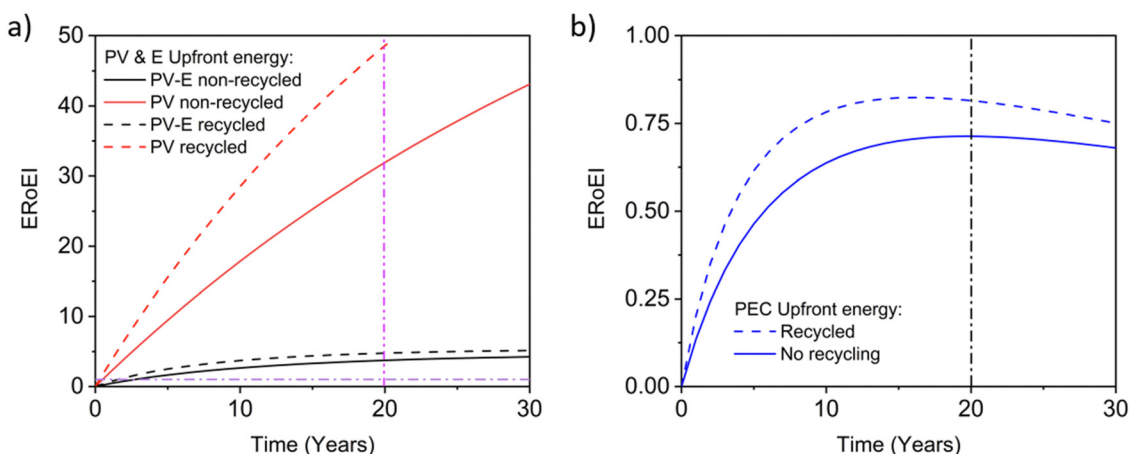 a)
50
40
30
20
10
0
ERoEI
PV & E Upfront energy:
PV-E non-recycled
PV non-recycled
PV-E recycled
PV recycled
0
10
20
30
Time (Years)
b)
1.00
0.75
0.50
0.25
0.00
ERoEI
PEC Upfront energy:
Recycled
No recycling
0
10
20
30
Time (Years)